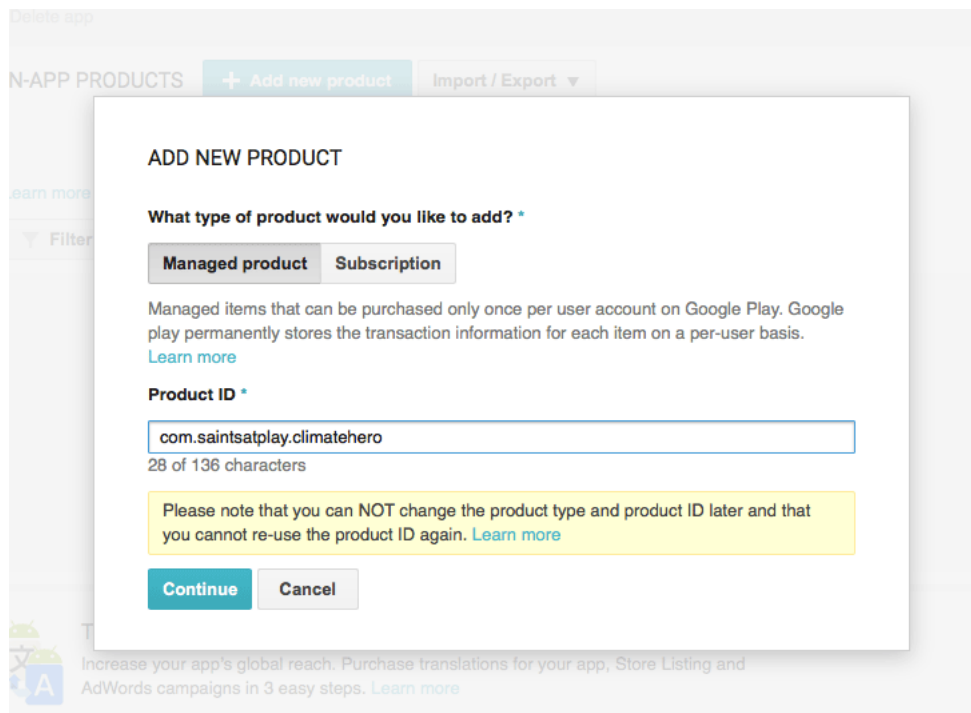 Delete app
N-APP PRODUCTS + Add new product Import / Export
ADD NEW PRODUCT
earn more
What type of product would you like to add? *
Filter
Managed product Subscription
Managed items that can be purchased only once per user account on Google Play. Google
play permanently stores the transaction information for each item on a per-user basis.
Learn more
Product ID *
com.saintsatplay.climatehero
28 of 136 characters
Please note that you can NOT change the product type and product ID later and that
you cannot re-use the product ID again. Learn more
Continue Cancel
T
文 A
Increase your app's global reach. Purchase translations for your app, Store Listing and
AdWords campaigns in 3 easy steps. Learn more